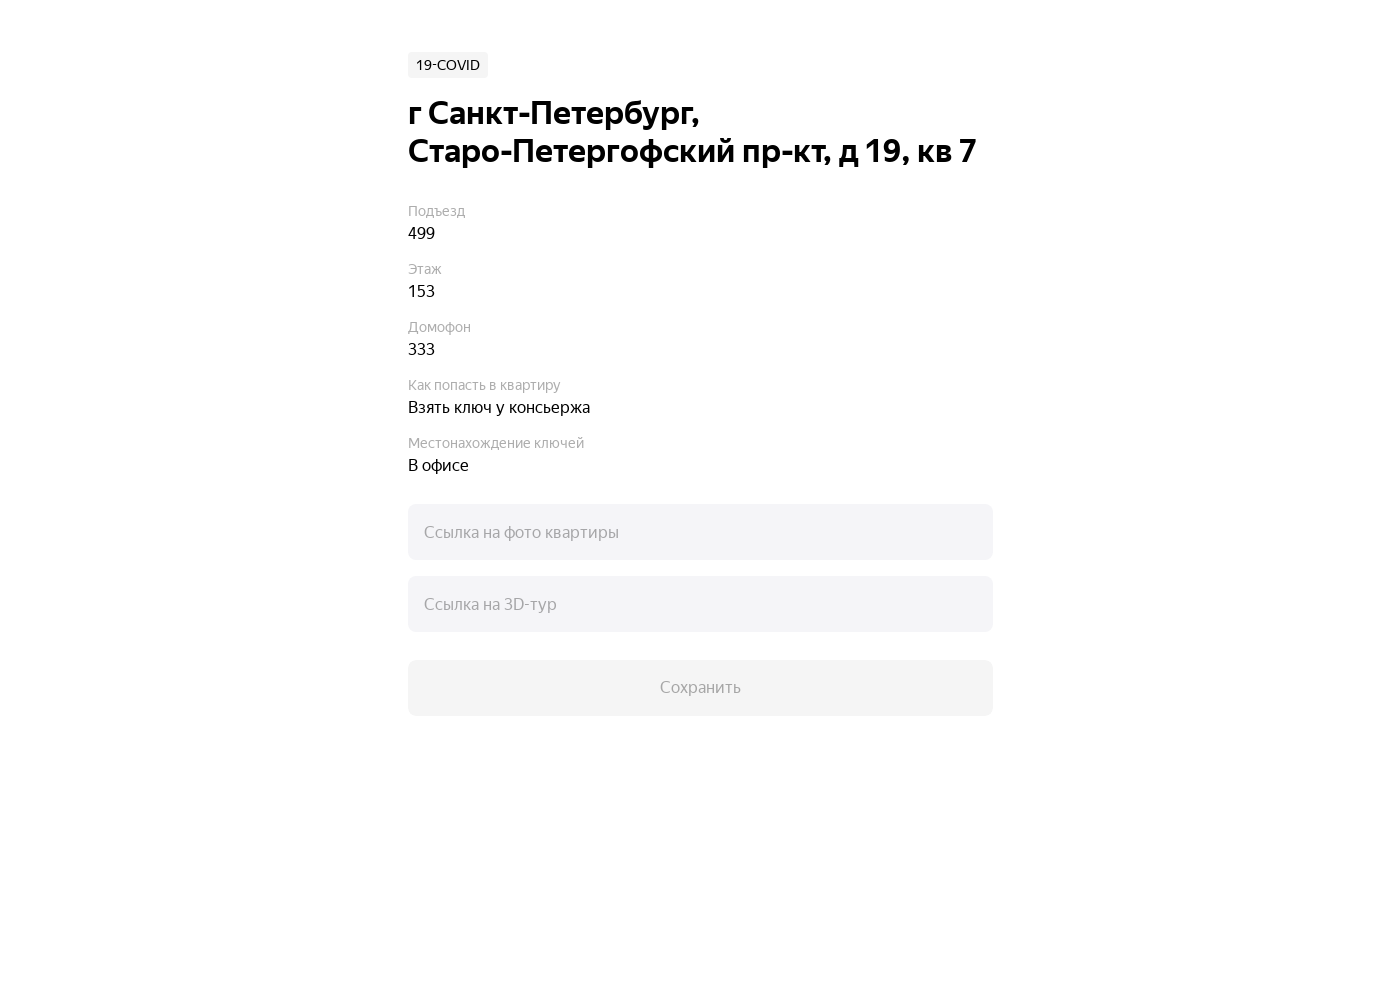 19-COVID
г Санкт-Петербург,
Старо-Петергофский пр-кт, д 19, кв 7
Подъезд
499
Этаж
153
Домофон
333
Как попасть в квартиру
Взять ключ у консьержа
Местонахождение ключей
В офисе
Ссылка на фото квартиры
Ссылка на 3D-тур
Сохранить